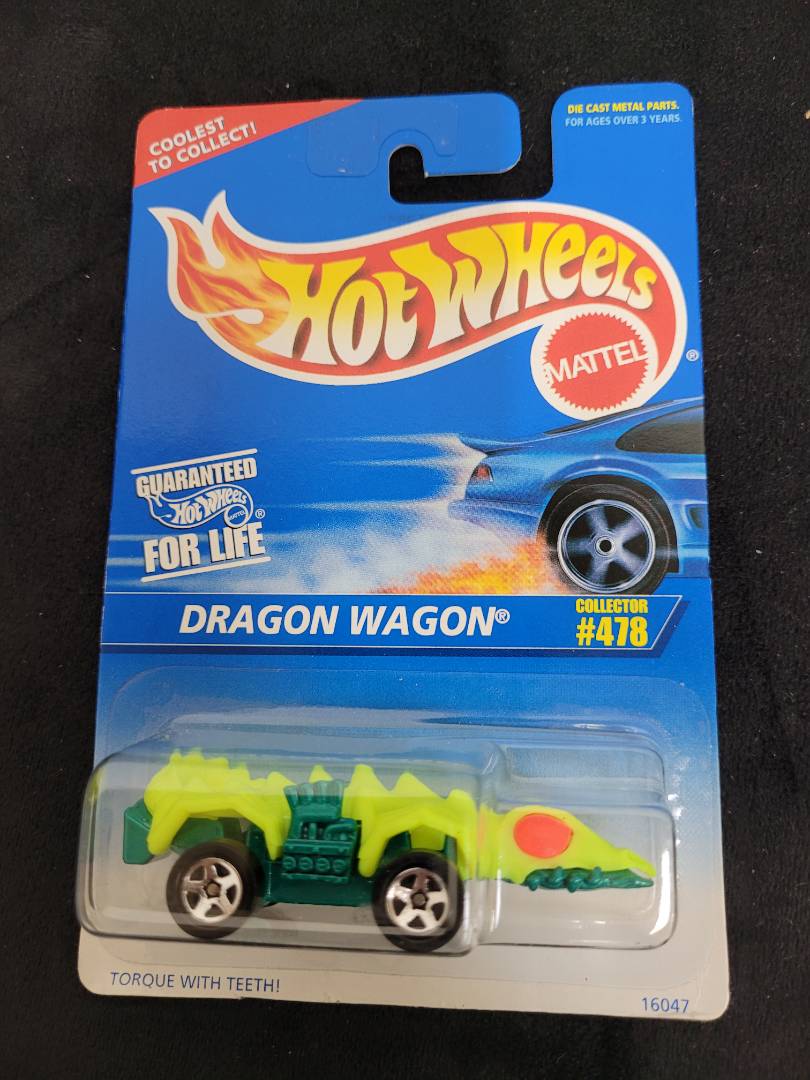 COOLEST
TO COLLECT!
DIE CAST METAL PARTS.
FOR AGES OVER 3 YEARS.
HOT WHEELS
MATTEL
®
GUARANTEED
HOT WHEELS
MATTEL
®
FOR LIFE
DRAGON WAGON®
COLLECTOR
#478
TORQUE WITH TEETH!
16047